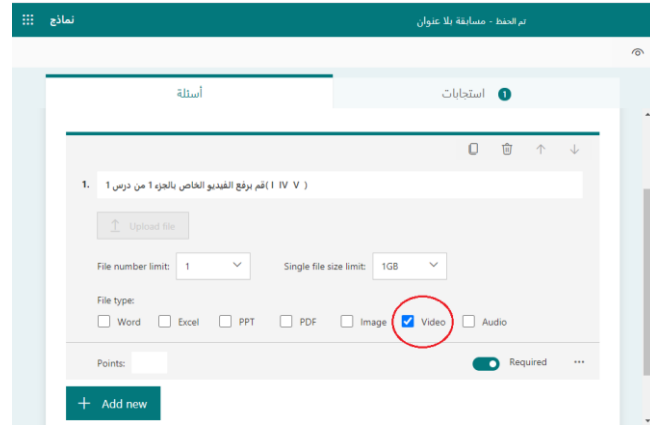 نماذج
تم الحفظ - مسابقة بلا عنوان
أسئلة
استجابات 1
1. قم برفع الفيديو الخاص بالجزء 1 من درس 1( I IV V )
Upload file
File number limit: 1 Single file size limit: 1GB
File type:
Word Excel PPT PDF Image Video Audio
Points: Required ...
+ Add new